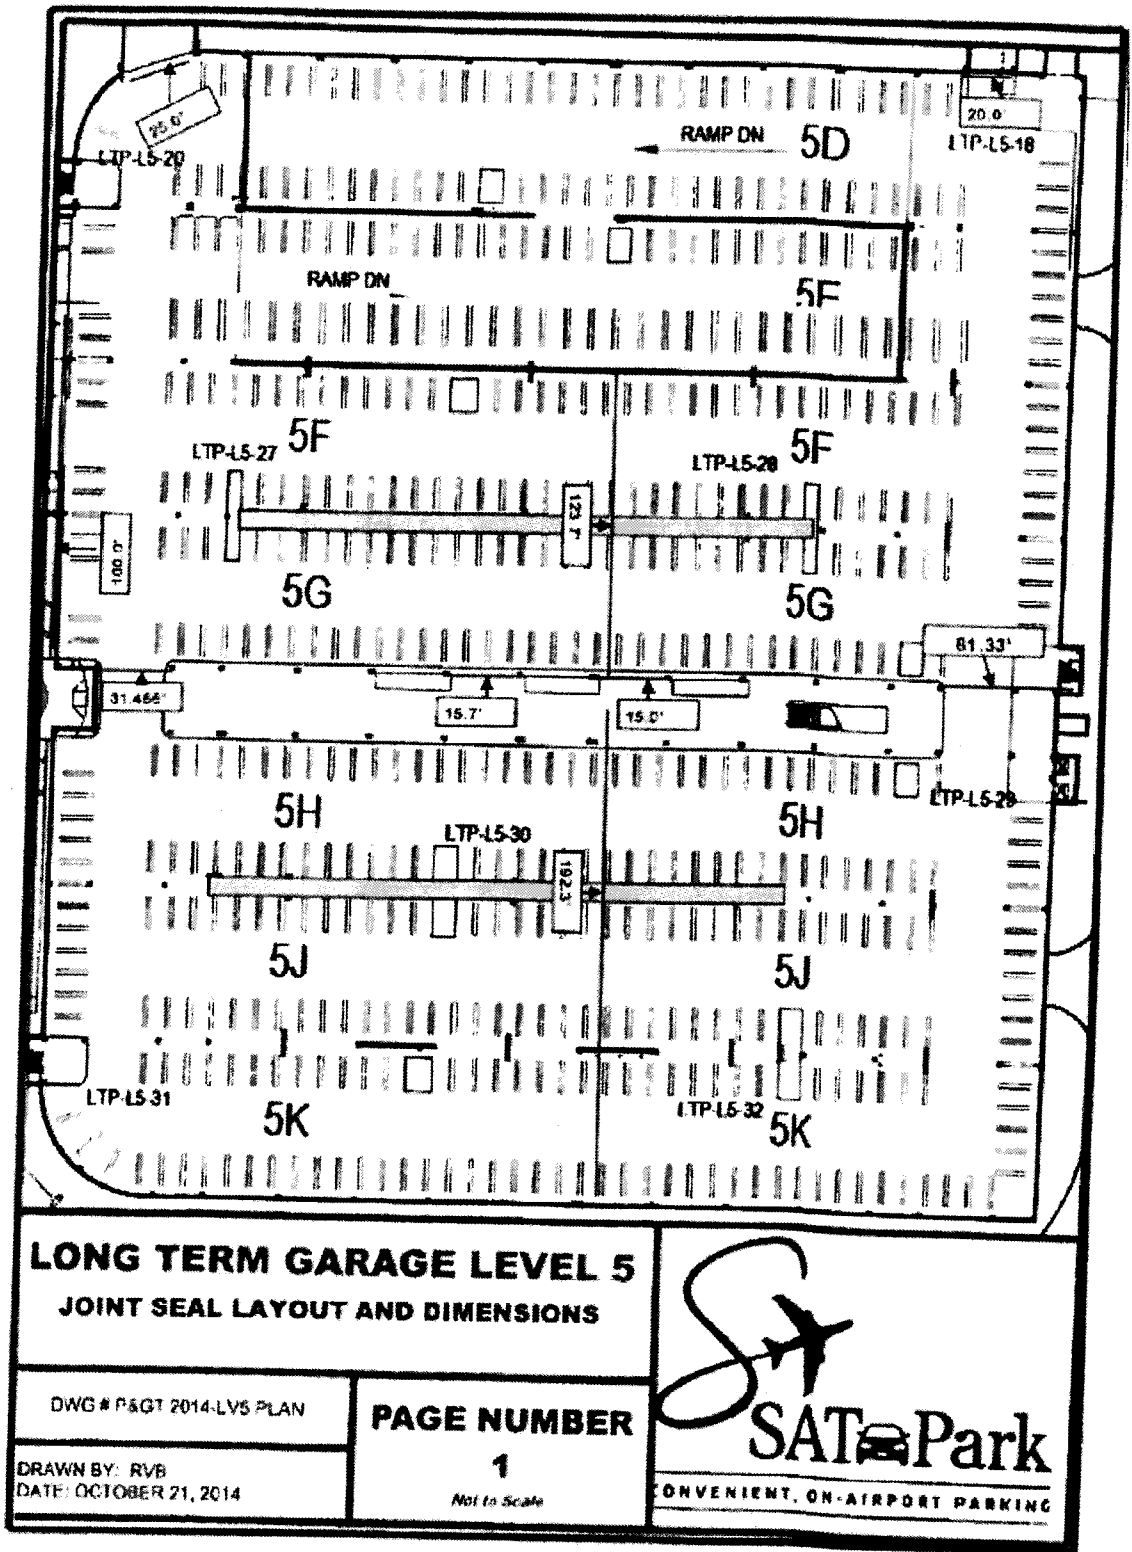 25.0'
LTP-L5-20
RAMP DN
5D
20.0'
LTP-L5-18
RAMP DN
5F
5F
LTP-L5-27
LTP-L5-28
5F
100.0'
5G
5G
31.466'
15.7'
15.0'
81.33'
5H
5H
LTP-L5-29
LTP-L5-30
192.3'
5J
5J
LTP-L5-31
5K
LTP-L5-32
5K
LONG TERM GARAGE LEVEL 5
JOINT SEAL LAYOUT AND DIMENSIONS
DWG # P&GT 2014-LV5 PLAN
PAGE NUMBER
1
Not to Scale
DRAWN BY: RVB
DATE: OCTOBER 21, 2014
SAT Park
CONVENIENT, ON-AIRPORT PARKING